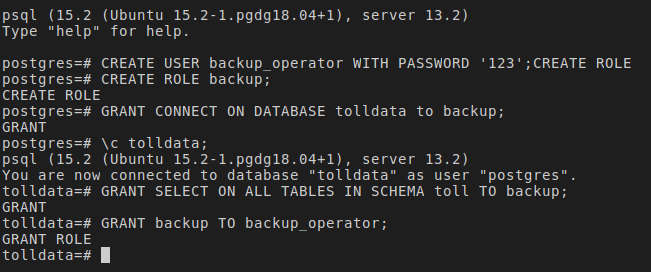 psql (15.2 (Ubuntu 15.2-1.pgdg18.04+1), server 13.2)
Type "help" for help.
postgres=# CREATE USER backup_operator WITH PASSWORD '123';CREATE ROLE
postgres=# CREATE ROLE backup;
CREATE ROLE
postgres=# GRANT CONNECT ON DATABASE tolldata to backup;
GRANT
postgres=# \c tolldata;
psql (15.2 (Ubuntu 15.2-1.pgdg18.04+1), server 13.2)
You are now connected to database "tolldata" as user "postgres".
tolldata=# GRANT SELECT ON ALL TABLES IN SCHEMA toll TO backup;
GRANT
tolldata=# GRANT backup TO backup_operator;
GRANT ROLE
tolldata=#